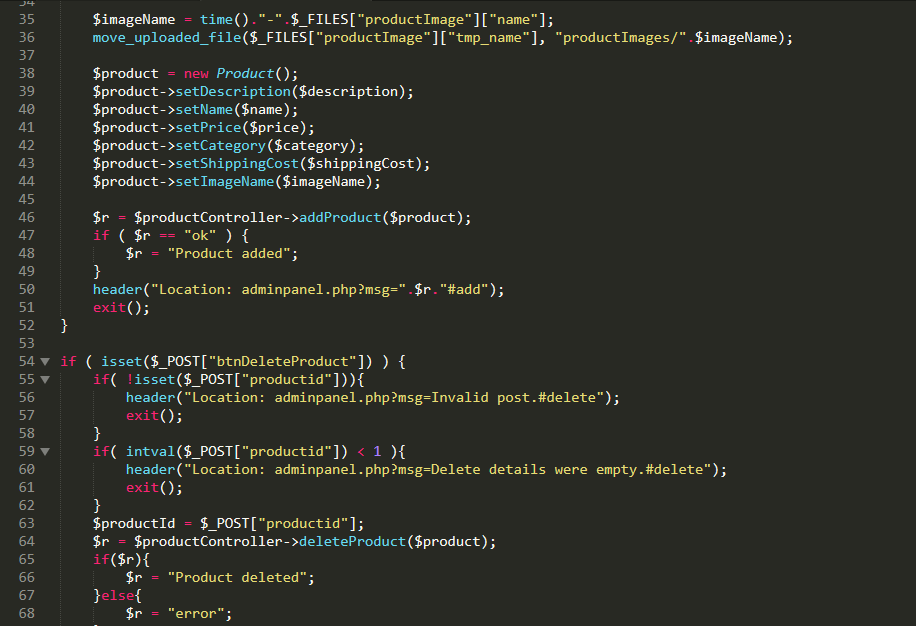 34
35 $imageName = time()."-".$_FILES["productImage"]["name"];
36 move_uploaded_file($_FILES["productImage"]["tmp_name"], "productImages/".$imageName);
37
38 $product = new Product();
39 $product->setDescription($description);
40 $product->setName($name);
41 $product->setPrice($price);
42 $product->setCategory($category);
43 $product->setShippingCost($shippingCost);
44 $product->setImageName($imageName);
45
46 $r = $productController->addProduct($product);
47 if ( $r == "ok" ) {
48 $r = "Product added";
49 }
50 header("Location: adminpanel.php?msg=".$r."#add");
51 exit();
52 }
53
54 if ( isset($_POST["btnDeleteProduct"]) ) {
55 if( !isset($_POST["productid"])){
56 header("Location: adminpanel.php?msg=Invalid post.#delete");
57 exit();
58 }
59 if( intval($_POST["productid"]) < 1 ){
60 header("Location: adminpanel.php?msg=Delete details were empty.#delete");
61 exit();
62 }
63 $productId = $_POST["productid"];
64 $r = $productController->deleteProduct($product);
65 if($r){
66 $r = "Product deleted";
67 }else{
68 $r = "error";